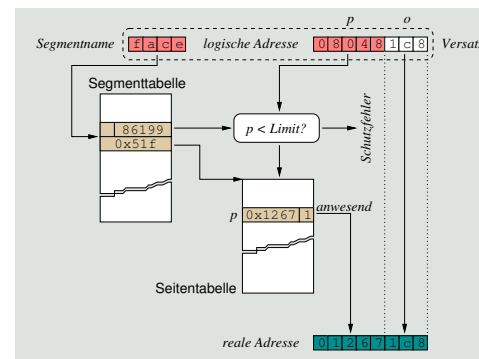 p o
Segmentname f a c e logische Adresse 0 8 0 4 8 1 c 8 Versatz
Segmenttabelle
86199
0x51f
p < Limit?
Schutzfehler
p 0x1267 1 anwesend
Seitentabelle
reale Adresse 0 1 2 6 7 1 c 8